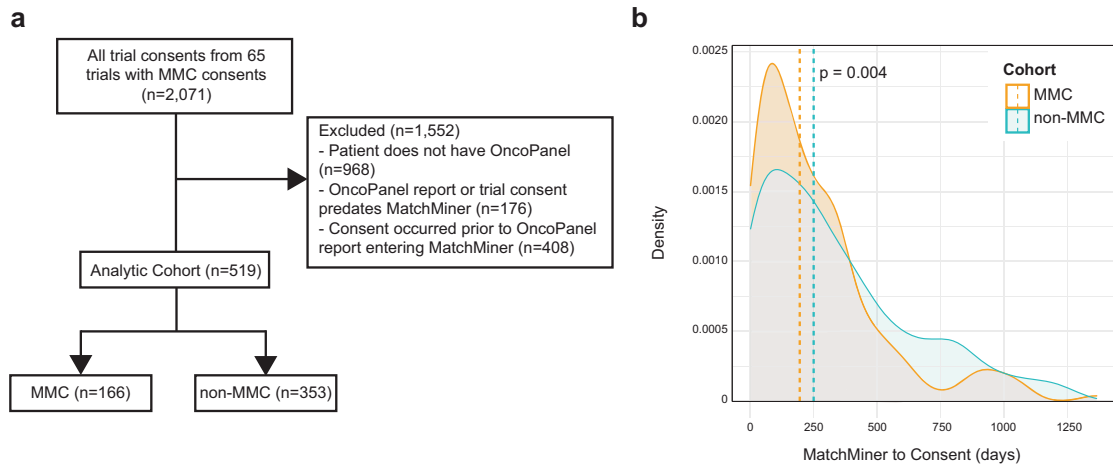 a
All trial consents from 65
trials with MMC consents
(n=2,071)
Excluded (n=1,552)
- Patient does not have OncoPanel
(n=968)
- OncoPanel report or trial consent
predates MatchMiner (n=176)
- Consent occurred prior to OncoPanel
report entering MatchMiner (n=408)
Analytic Cohort (n=519)
MMC (n=166)
non-MMC (n=353)
b
0.0025
0.0020
0.0015
0.0010
0.0005
0
Density
p = 0.004
Cohort
MMC
non-MMC
0
250
500
750
1000
1250
MatchMiner to Consent (days)